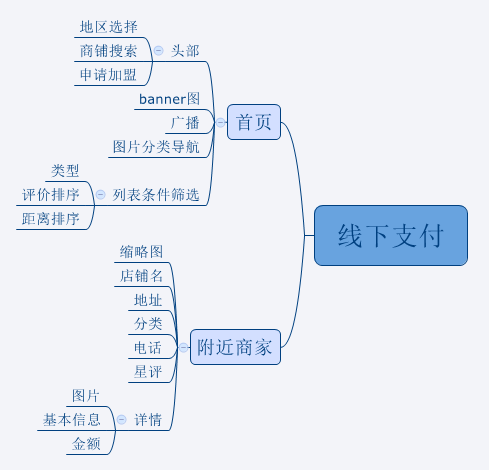 线下支付
首页
头部
地区选择
商铺搜索
申请加盟
banner图
广播
图片分类导航
列表条件筛选
类型
评价排序
距离排序
附近商家
缩略图
店铺名
地址
分类
电话
星评
详情
图片
基本信息
金额